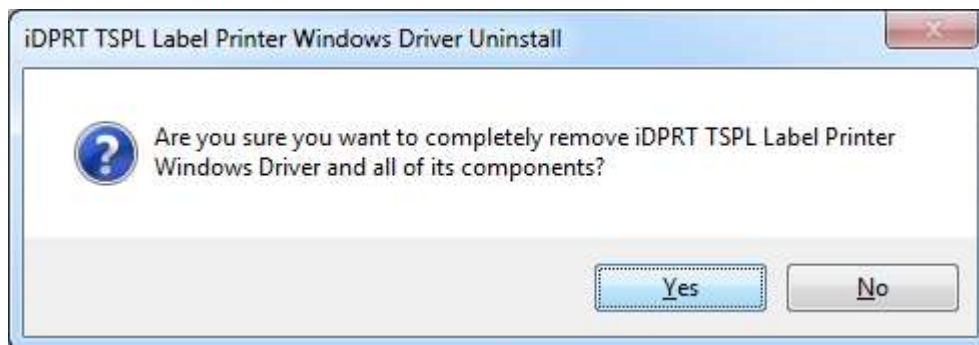 iDPRT TSPL Label Printer Windows Driver Uninstall
Are you sure you want to completely remove iDPRT TSPL Label Printer
Windows Driver and all of its components?
Yes
No